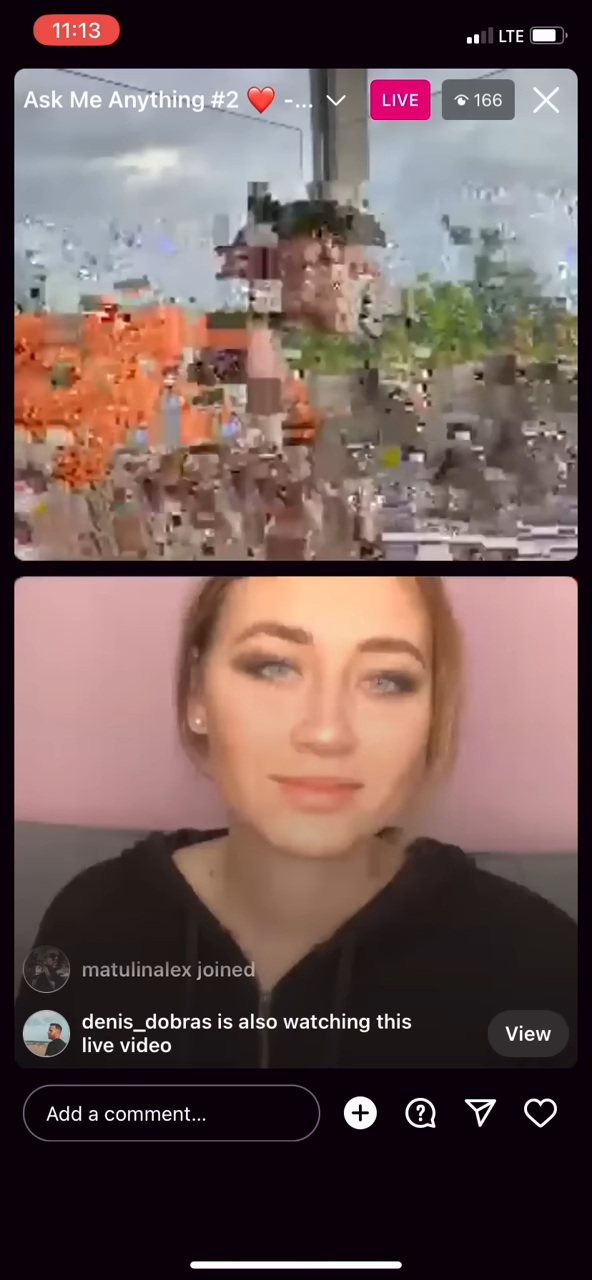 11:13
LTE
Ask Me Anything #2 ❤️ -...
LIVE
166
matulinalex joined
denis_dobras is also watching this
live video
View
Add a comment...